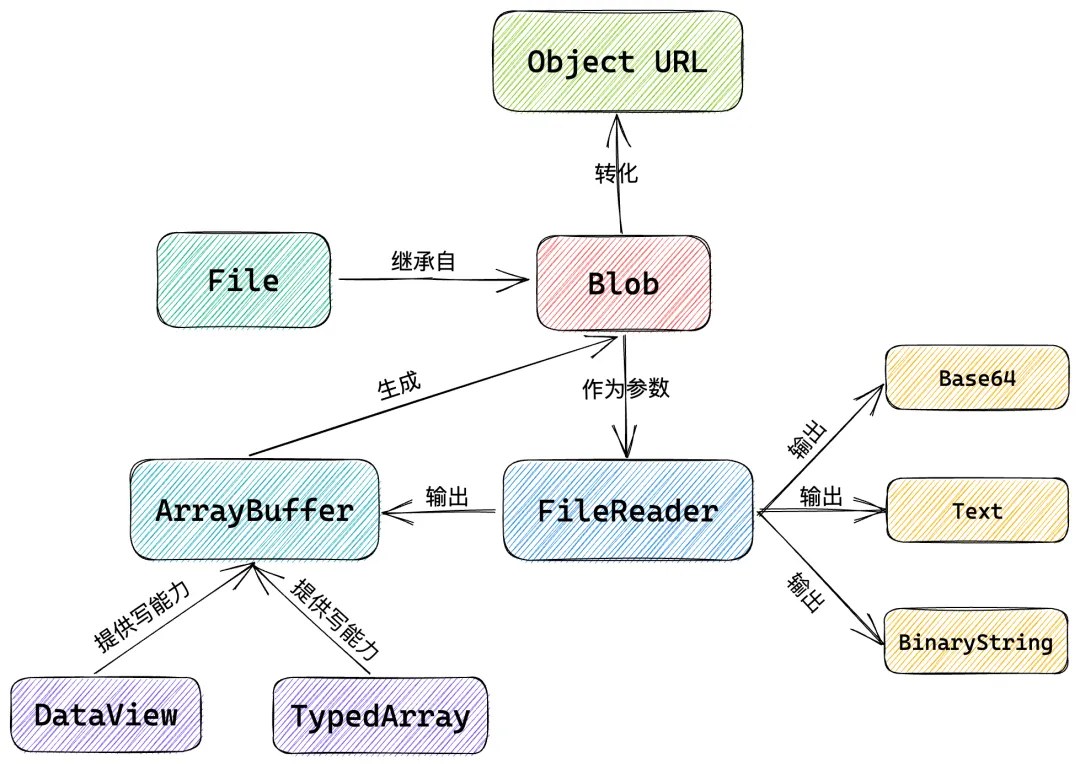 Object URL
转化
File
继承自
Blob
生成
作为参数
Base64
输出
ArrayBuffer
输出
FileReader
输出
Text
输出
BinaryString
提供写能力
提供写能力
DataView
TypedArray